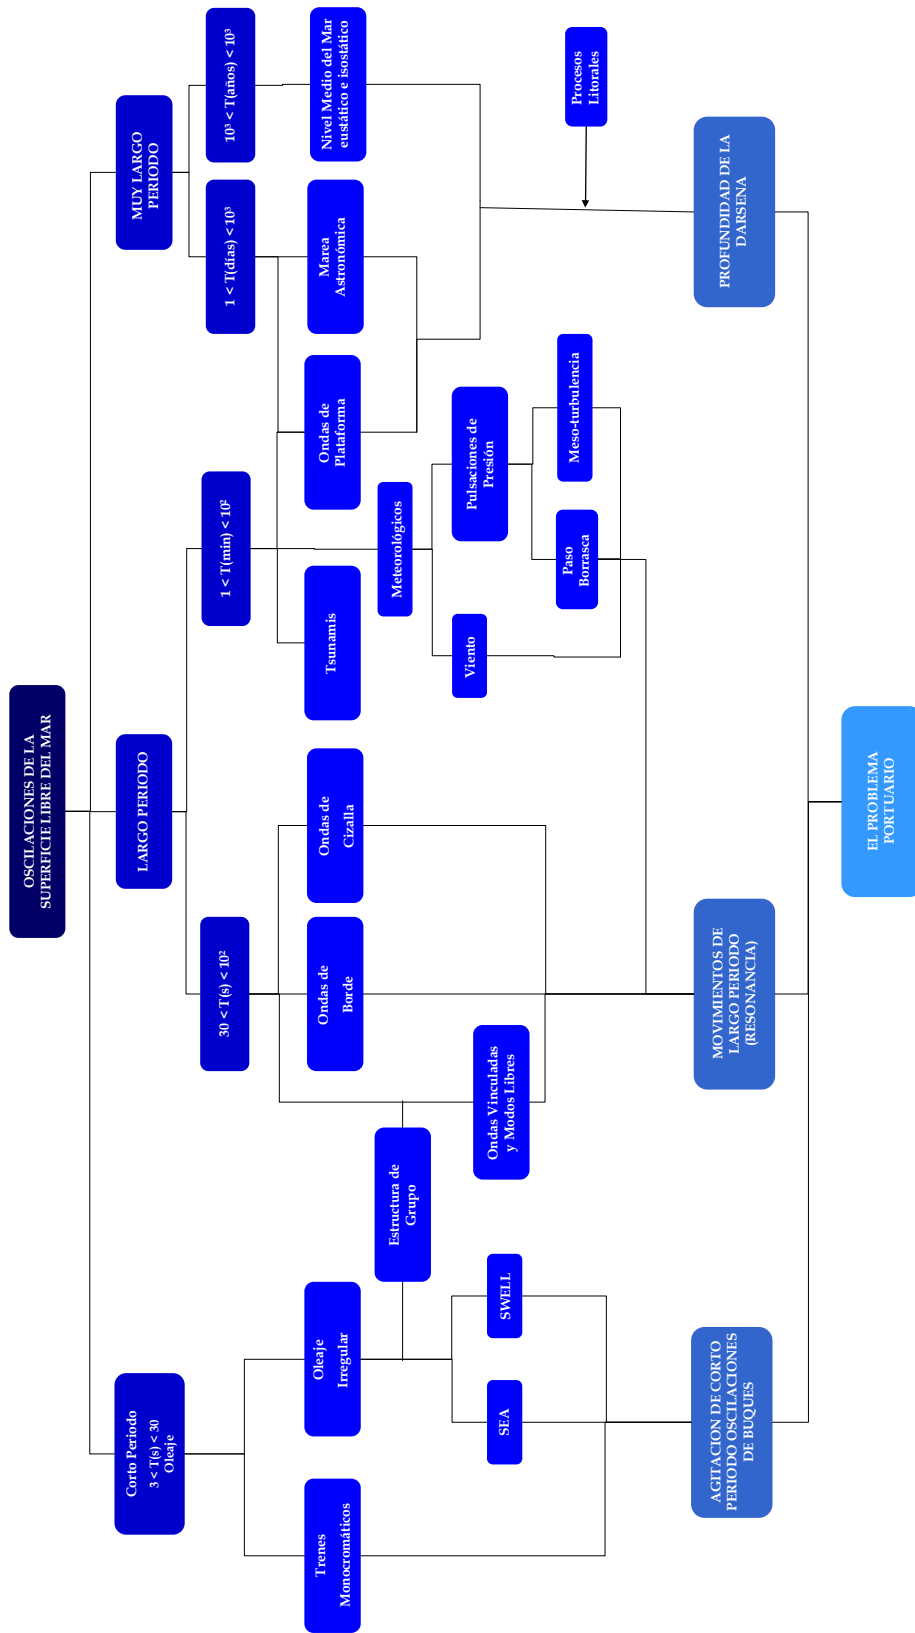 OSCILACIONES DE LA
SUPERFICIE LIBRE DEL MAR
Corto Periodo
3 < T(s) < 30
Oleaje
LARGO PERIODO
MUY LARGO
PERIODO
30 < T(s) < 10²
1 < T(min) < 10²
1 < T(días) < 10³
10³ < T(años) < 10³
Trenes
Monocromáticos
Oleaje
Irregular
Ondas de
Borde
Ondas de
Cizalla
Tsunamis
Ondas de
Plataforma
Marea
Astronómica
Nivel Medio del Mar
eustático e isostático
Estructura de
Grupo
Meteorológicos
SEA
SWELL
Ondas Vinculadas
y Modos Libres
Viento
Pulsaciones de
Presión
Paso
Borrasca
Meso-turbulencia
Procesos
Litorales
AGITACION DE CORTO
PERIODO OSCILACIONES
DE BUQUES
MOVIMIENTOS DE
LARGO PERIODO
(RESONANCIA)
PROFUNDIDAD DE LA
DARSENA
EL PROBLEMA
PORTUARIO